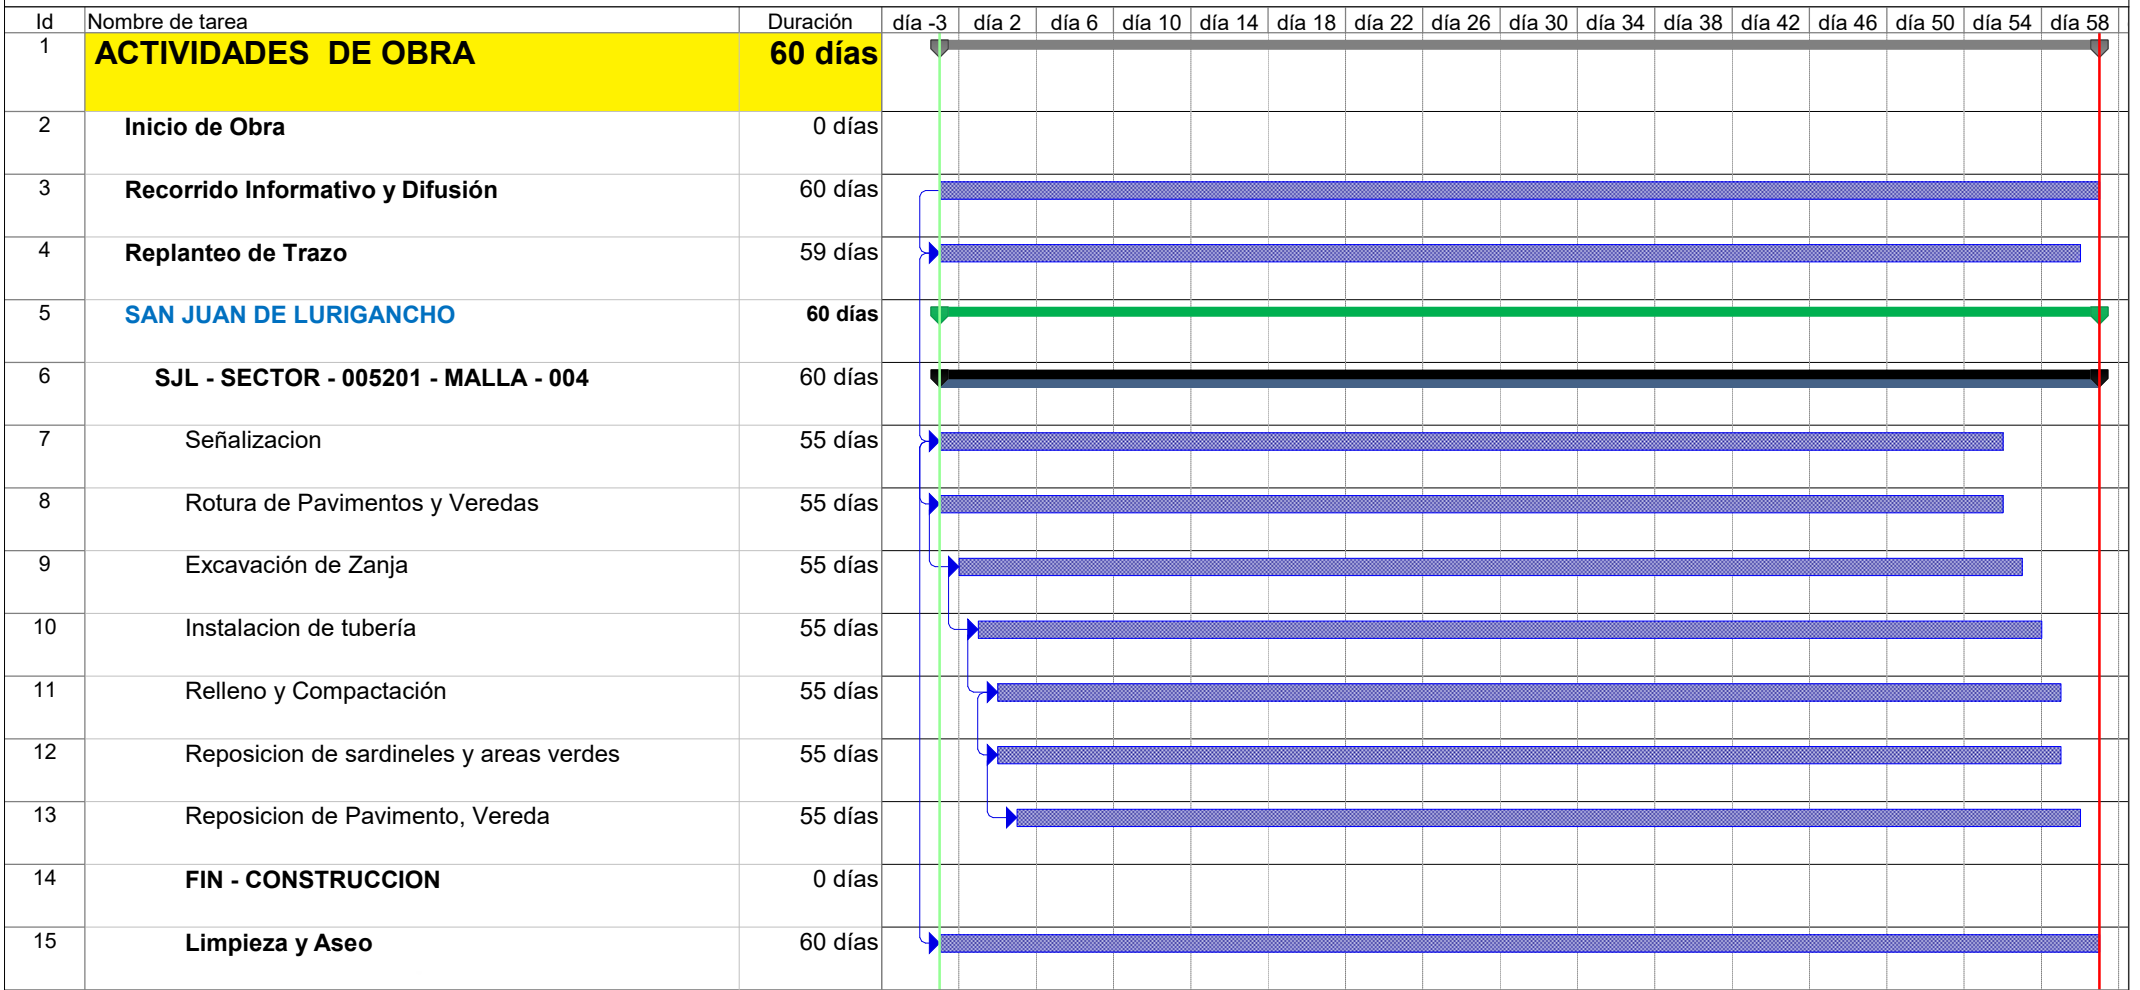 Id Nombre de tarea Duración día -3 día 2 día 6 día 10 día 14 día 18 día 22 día 26 día 30 día 34 día 38 día 42 día 46 día 50 día 54 día 58
1 ACTIVIDADES DE OBRA 60 días
2 Inicio de Obra 0 días
3 Recorrido Informativo y Difusión 60 días
4 Replanteo de Trazo 59 días
5 SAN JUAN DE LURIGANCHO 60 días
6 SJL - SECTOR - 005201 - MALLA - 004 60 días
7 Señalizacion 55 días
8 Rotura de Pavimentos y Veredas 55 días
9 Excavación de Zanja 55 días
10 Instalacion de tubería 55 días
11 Relleno y Compactación 55 días
12 Reposicion de sardineles y areas verdes 55 días
13 Reposicion de Pavimento, Vereda 55 días
14 FIN - CONSTRUCCION 0 días
15 Limpieza y Aseo 60 días